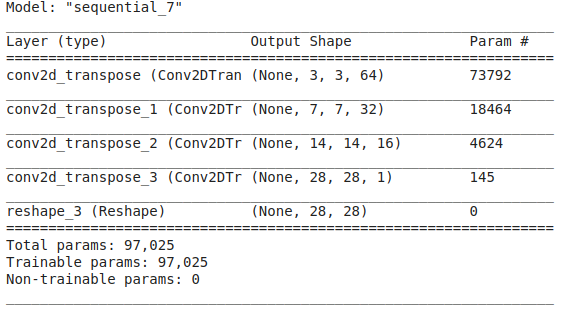 Model: "sequential_7"
Layer (type) Output Shape Param #
conv2d_transpose (Conv2DTran (None, 3, 3, 64) 73792
conv2d_transpose_1 (Conv2DTr (None, 7, 7, 32) 18464
conv2d_transpose_2 (Conv2DTr (None, 14, 14, 16) 4624
conv2d_transpose_3 (Conv2DTr (None, 28, 28, 1) 145
reshape_3 (Reshape) (None, 28, 28) 0
Total params: 97,025
Trainable params: 97,025
Non-trainable params: 0